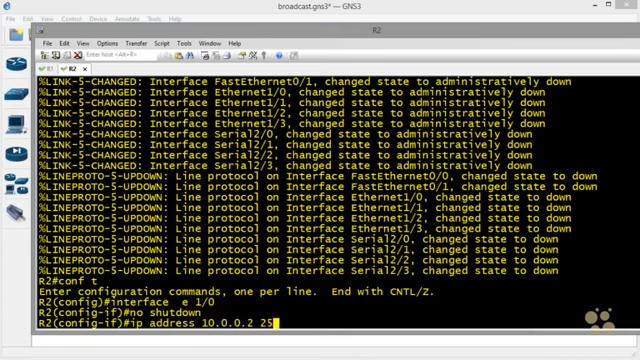 broadcast.gns3* — GNS3
File Edit View
R2
File Edit View Options Transfer Script Tools Window Help
Enter host <Alt+R>
R1 R2
%LINK-5-CHANGED: Interface FastEthernet0/1, changed state to administratively down
%LINK-5-CHANGED: Interface Ethernet1/0, changed state to administratively down
%LINK-5-CHANGED: Interface Ethernet1/1, changed state to administratively down
%LINK-5-CHANGED: Interface Ethernet1/2, changed state to administratively down
%LINK-5-CHANGED: Interface Ethernet1/3, changed state to administratively down
%LINK-5-CHANGED: Interface Serial2/0, changed state to administratively down
%LINK-5-CHANGED: Interface Serial2/1, changed state to administratively down
%LINK-5-CHANGED: Interface Serial2/2, changed state to administratively down
%LINK-5-CHANGED: Interface Serial2/3, changed state to administratively down
%LINEPROTO-5-UPDOWN: Line protocol on Interface FastEthernet0/0, changed state to down
%LINEPROTO-5-UPDOWN: Line protocol on Interface FastEthernet0/1, changed state to down
%LINEPROTO-5-UPDOWN: Line protocol on Interface Ethernet1/0, changed state to down
%LINEPROTO-5-UPDOWN: Line protocol on Interface Ethernet1/1, changed state to down
%LINEPROTO-5-UPDOWN: Line protocol on Interface Ethernet1/2, changed state to down
%LINEPROTO-5-UPDOWN: Line protocol on Interface Ethernet1/3, changed state to down
%LINEPROTO-5-UPDOWN: Line protocol on Interface Serial2/0, changed state to down
%LINEPROTO-5-UPDOWN: Line protocol on Interface Serial2/1, changed state to down
%LINEPROTO-5-UPDOWN: Line protocol on Interface Serial2/2, changed state to down
%LINEPROTO-5-UPDOWN: Line protocol on Interface Serial2/3, changed state to down
R2#conf t
Enter configuration commands, one per line.  End with CNTL/Z.
R2(config)#interface  e 1/0
R2(config-if)#no shutdown
R2(config-if)#ip address 10.0.0.2 25